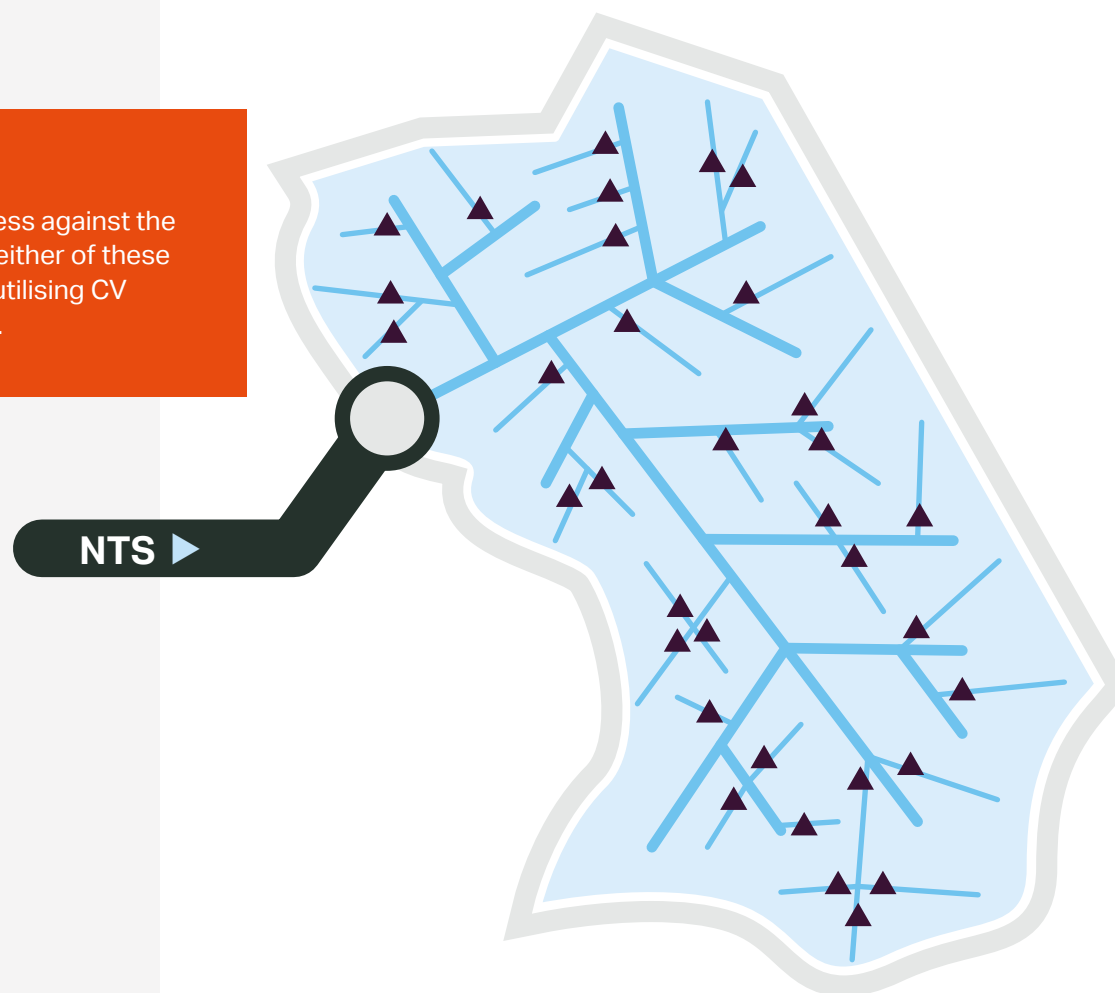 ess against the
either of these
utilising CV
.
NTS